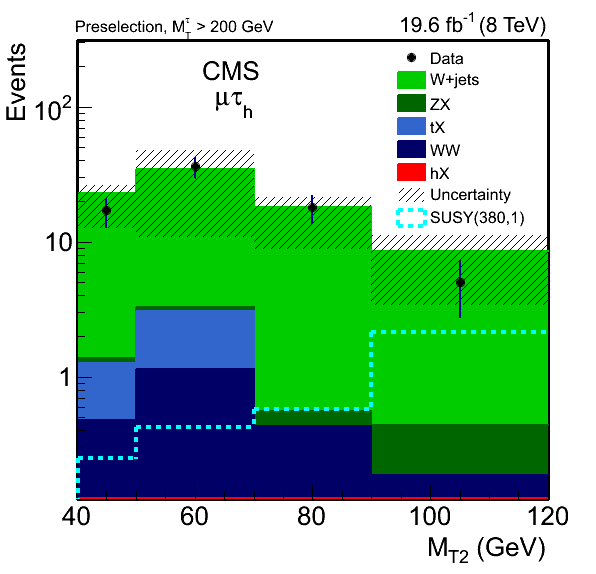 Preselection, M_T^τ > 200 GeV 19.6 fb⁻¹ (8 TeV)
Events
CMS
μτ_h
Data
W+jets
ZX
tX
WW
hX
Uncertainty
SUSY(380,1)
10²
10
1
40 60 80 100 120
M_T2 (GeV)